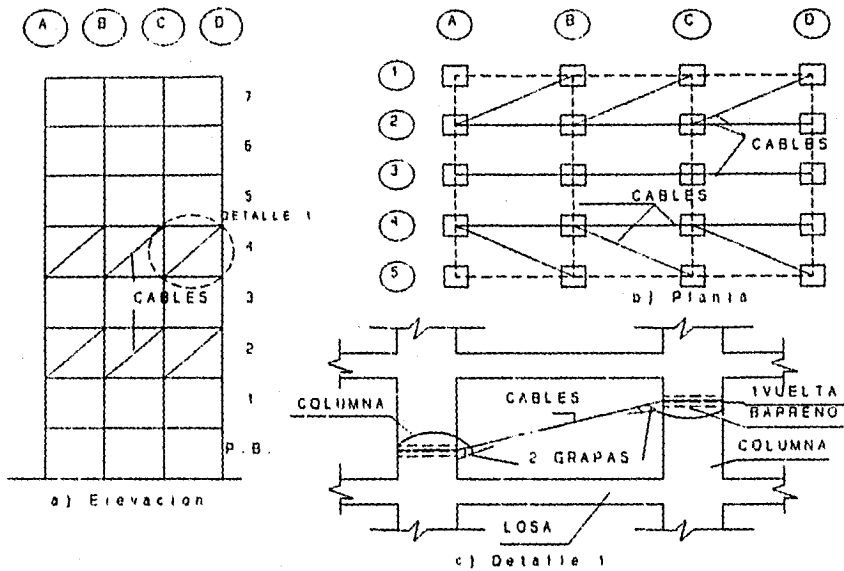 A B C D
7
6
5
DETALLE 1
4
CABLES
3
2
1
P.B.
a) Elevacion
A B C D
1
2
CABLES
3
CABLES
4
5
b) Planta
COLUMNA
CABLES
1 VUELTA
BARRENO
2 GRAPAS
COLUMNA
LOSA
c) Detalle 1